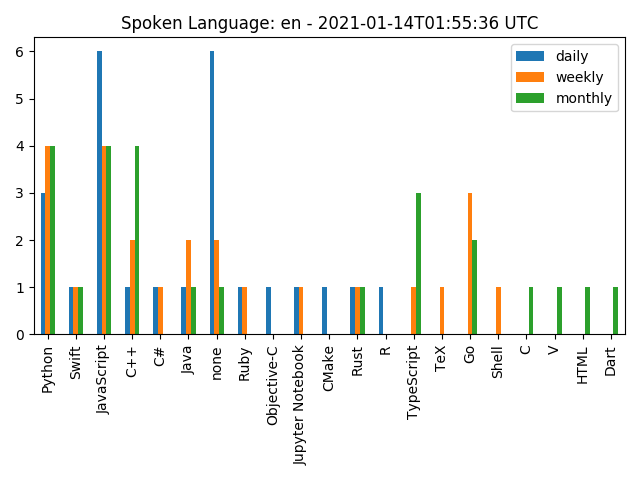 Spoken Language: en - 2021-01-14T01:55:36 UTC
daily
weekly
monthly
6
5
4
3
2
1
0
Python
Swift
JavaScript
C++
C#
Java
none
Ruby
Objective-C
Jupyter Notebook
CMake
Rust
R
TypeScript
TeX
Go
Shell
C
V
HTML
Dart